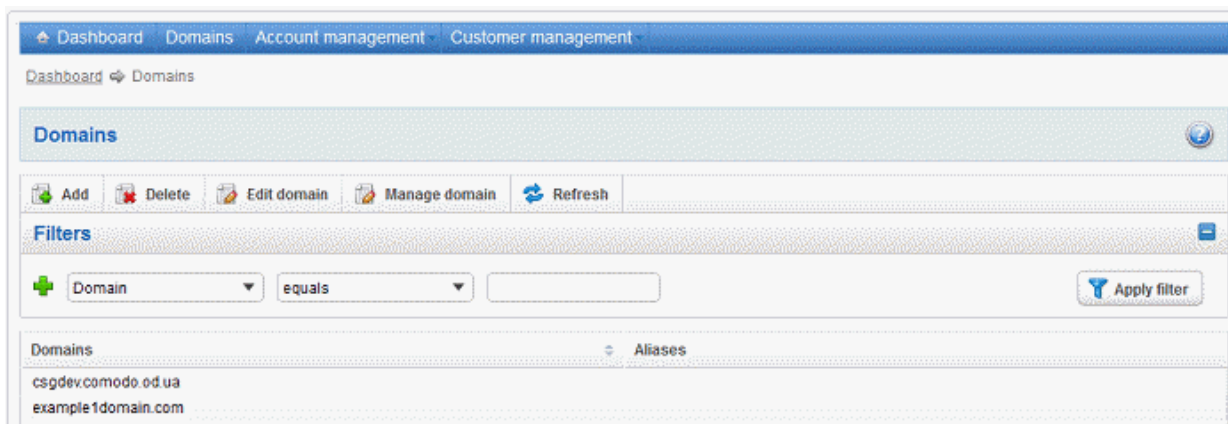 Dashboard Domains Account management Customer management
Dashboard Domains
Domains
Add Delete Edit domain Manage domain Refresh
Filters
Domain equals Apply filter
Domains Aliases
csgdev.comodo.od.ua
example1domain.com